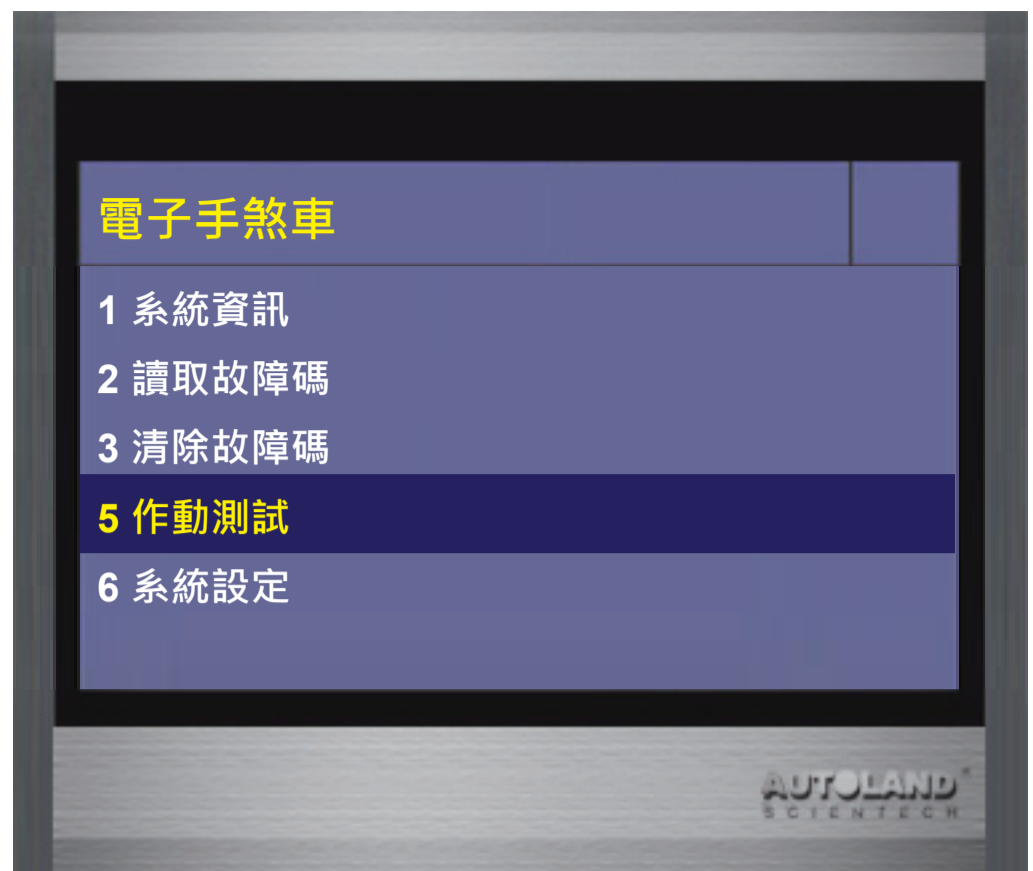 電子手煞車
1 系統資訊
2 讀取故障碼
3 清除故障碼
5 作動測試
6 系統設定
AUTOLAND
SCIENTECH